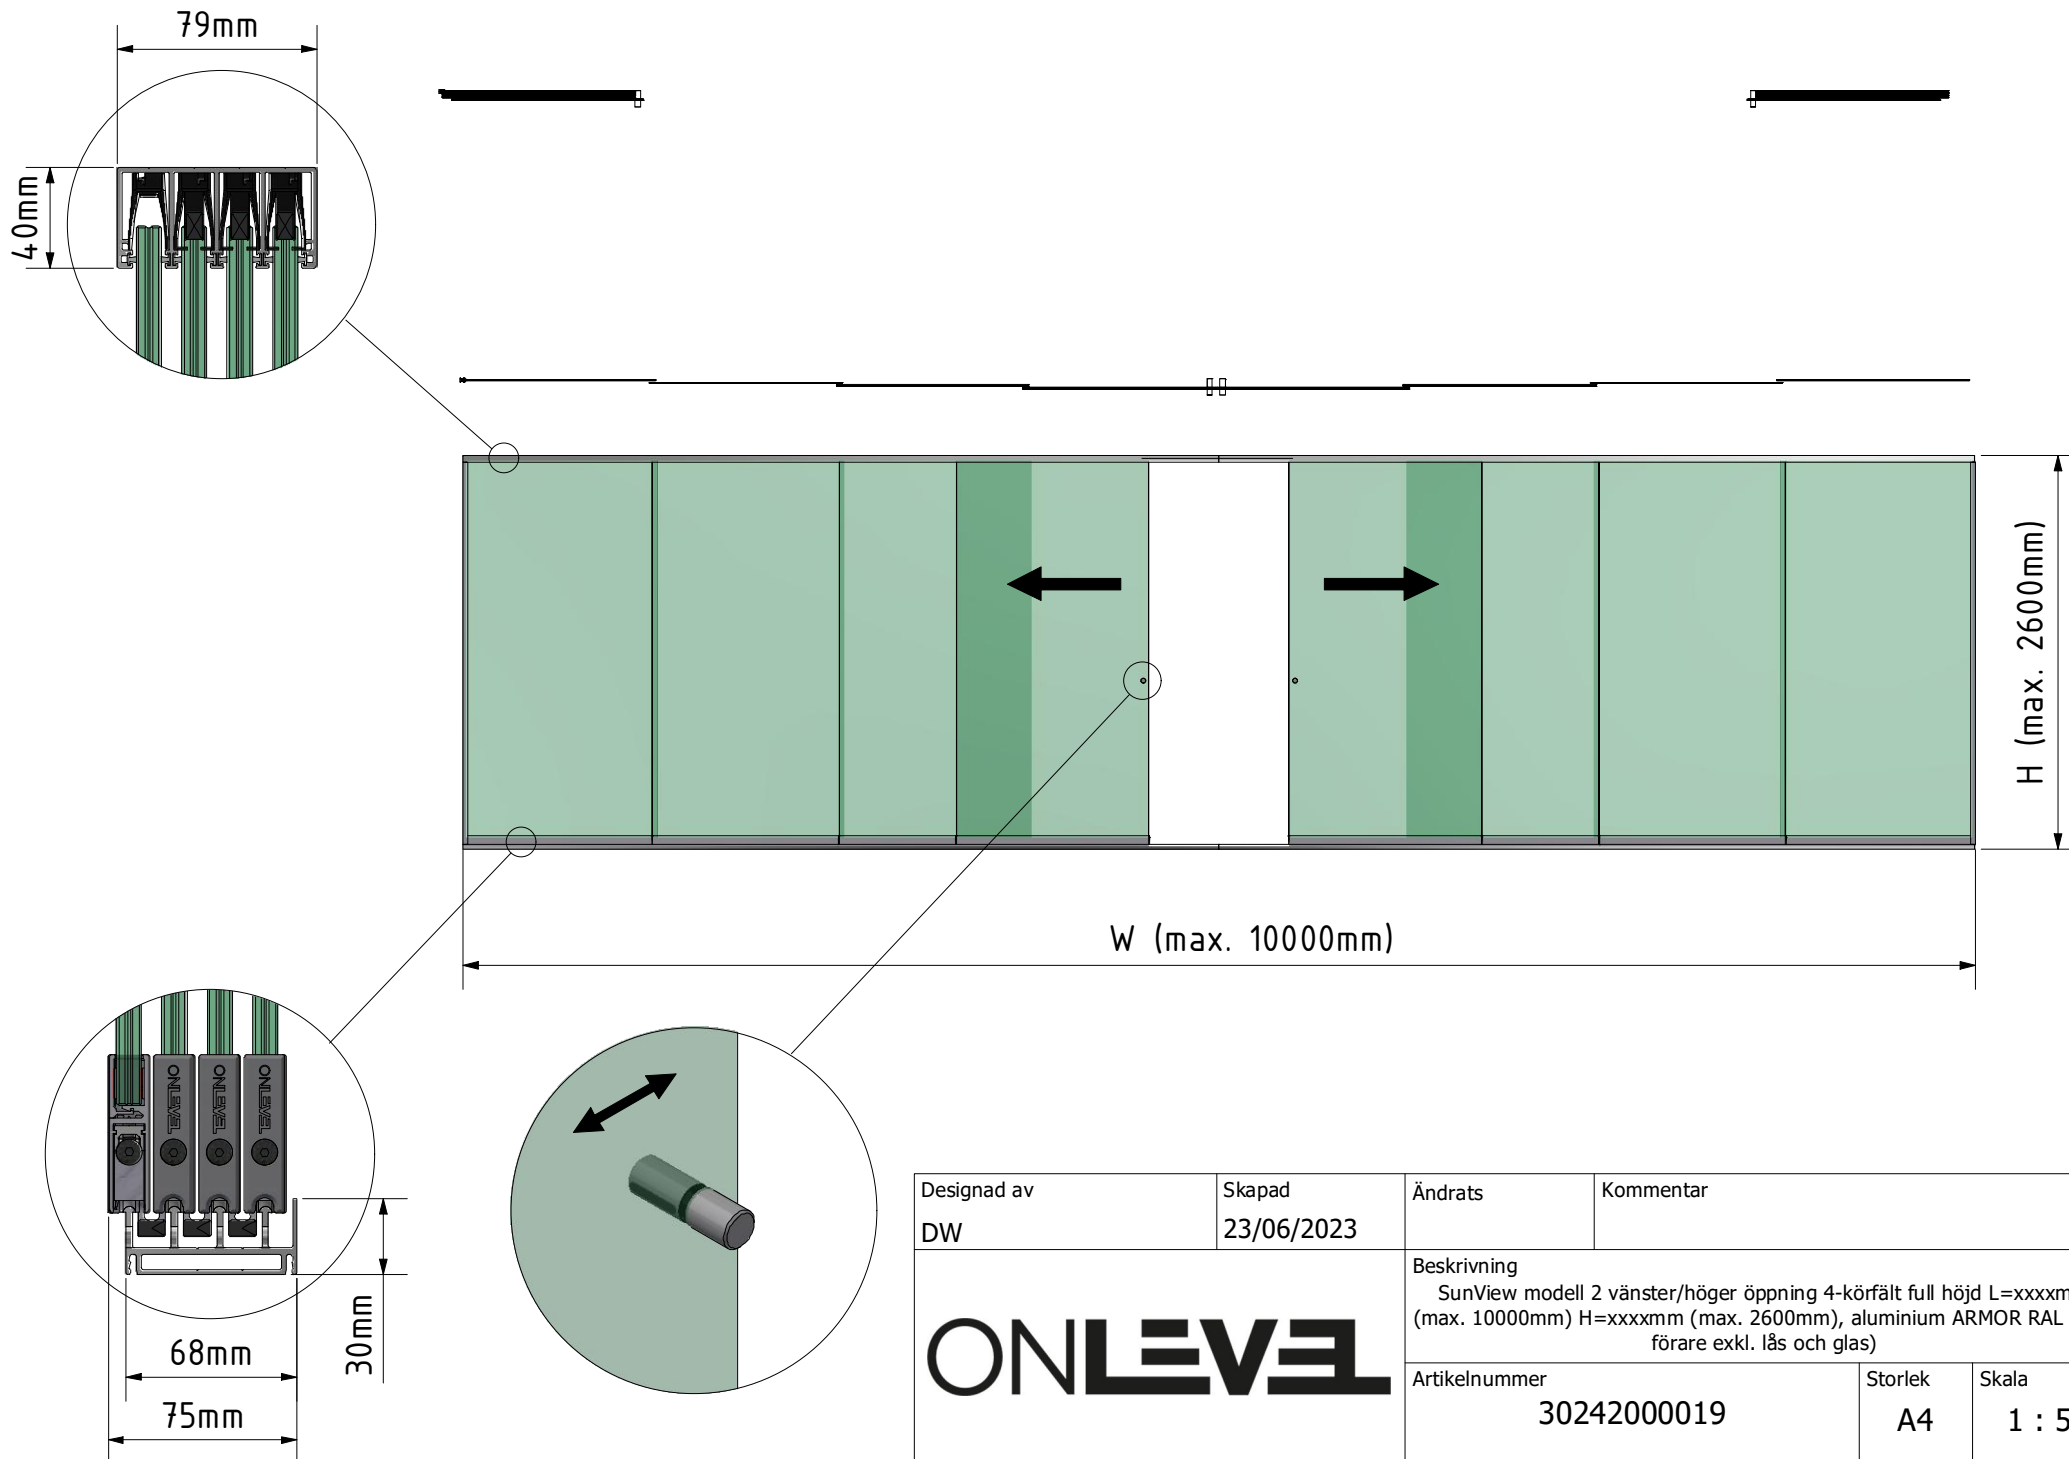 79mm
40mm
H (max. 2600mm)
W (max. 10000mm)
ONLEVEL
ONLEVEL
ONLEVEL
30mm
68mm
75mm
Designad av
DW
Skapad
23/06/2023
Ändrats
Kommentar
ONLEVEL
Beskrivning
SunView modell 2 vänster/höger öppning 4-körfält full höjd L=xxxxm
(max. 10000mm) H=xxxxmm (max. 2600mm), aluminium ARMOR RAL
förare exkl. lås och glas)
Artikelnummer
30242000019
Storlek
A4
Skala
1 : 5